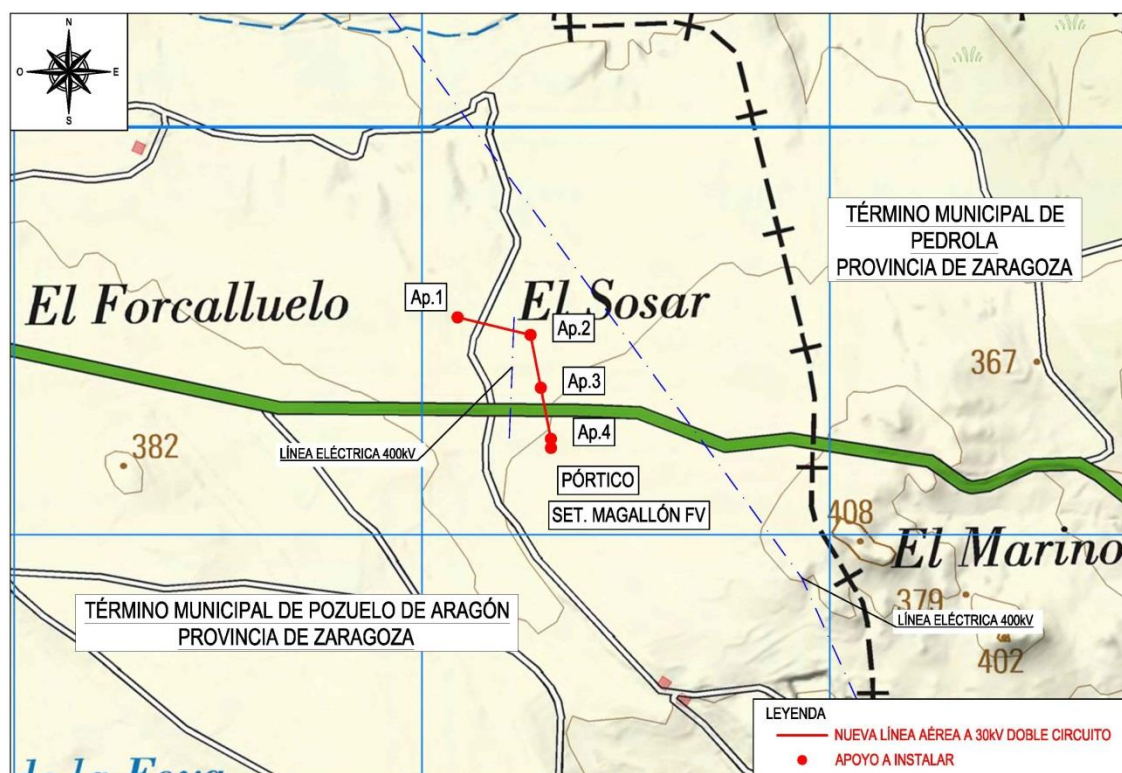 N
O
E
S
TÉRMINO MUNICIPAL DE
PEDROLA
PROVINCIA DE ZARAGOZA
El Forcalluelo
Ap.1
El Sosar
Ap.2
367
Ap.3
382
LÍNEA ELÉCTRICA 400kV
Ap.4
PÓRTICO
SET. MAGALLÓN FV
408
El Marino
379
LÍNEA ELÉCTRICA 400kV
402
TÉRMINO MUNICIPAL DE POZUELO DE ARAGÓN
PROVINCIA DE ZARAGOZA
LEYENDA
NUEVA LÍNEA AÉREA A 30kV DOBLE CIRCUITO
APOYO A INSTALAR